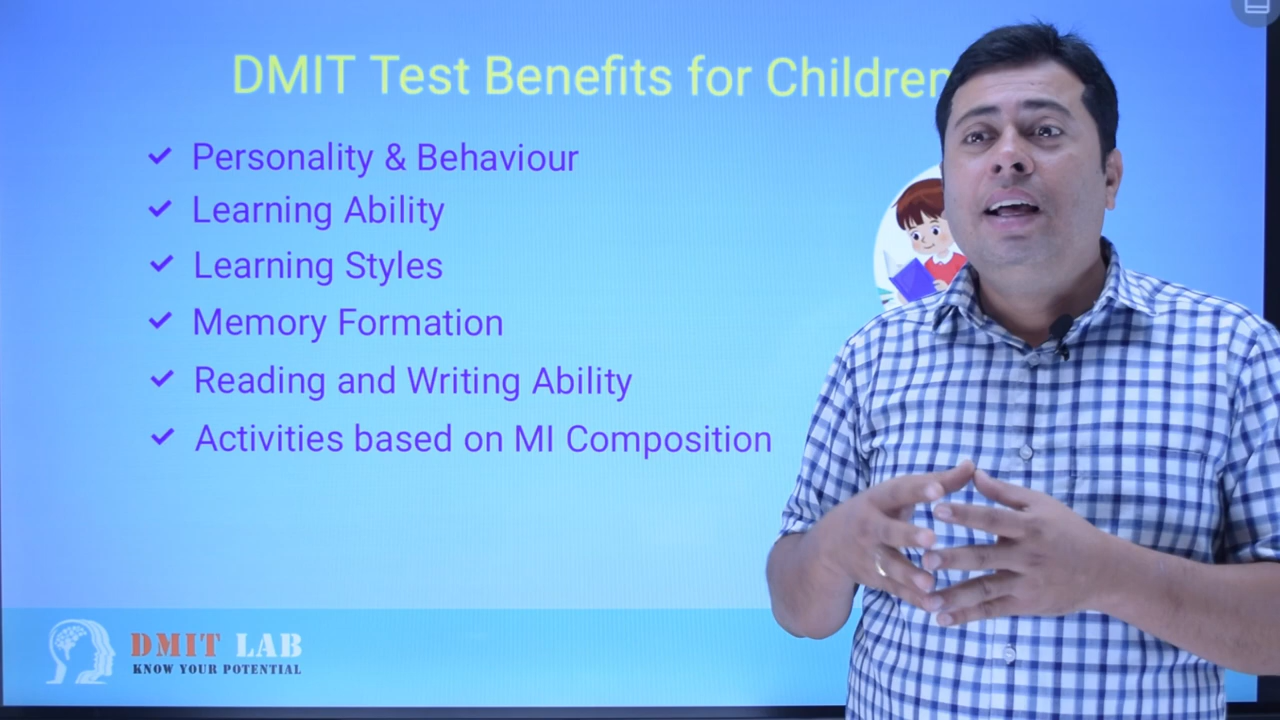 DMIT Test Benefits for Children
Personality & Behaviour
Learning Ability
Learning Styles
Memory Formation
Reading and Writing Ability
Activities based on MI Composition
DMIT LAB
KNOW YOUR POTENTIAL